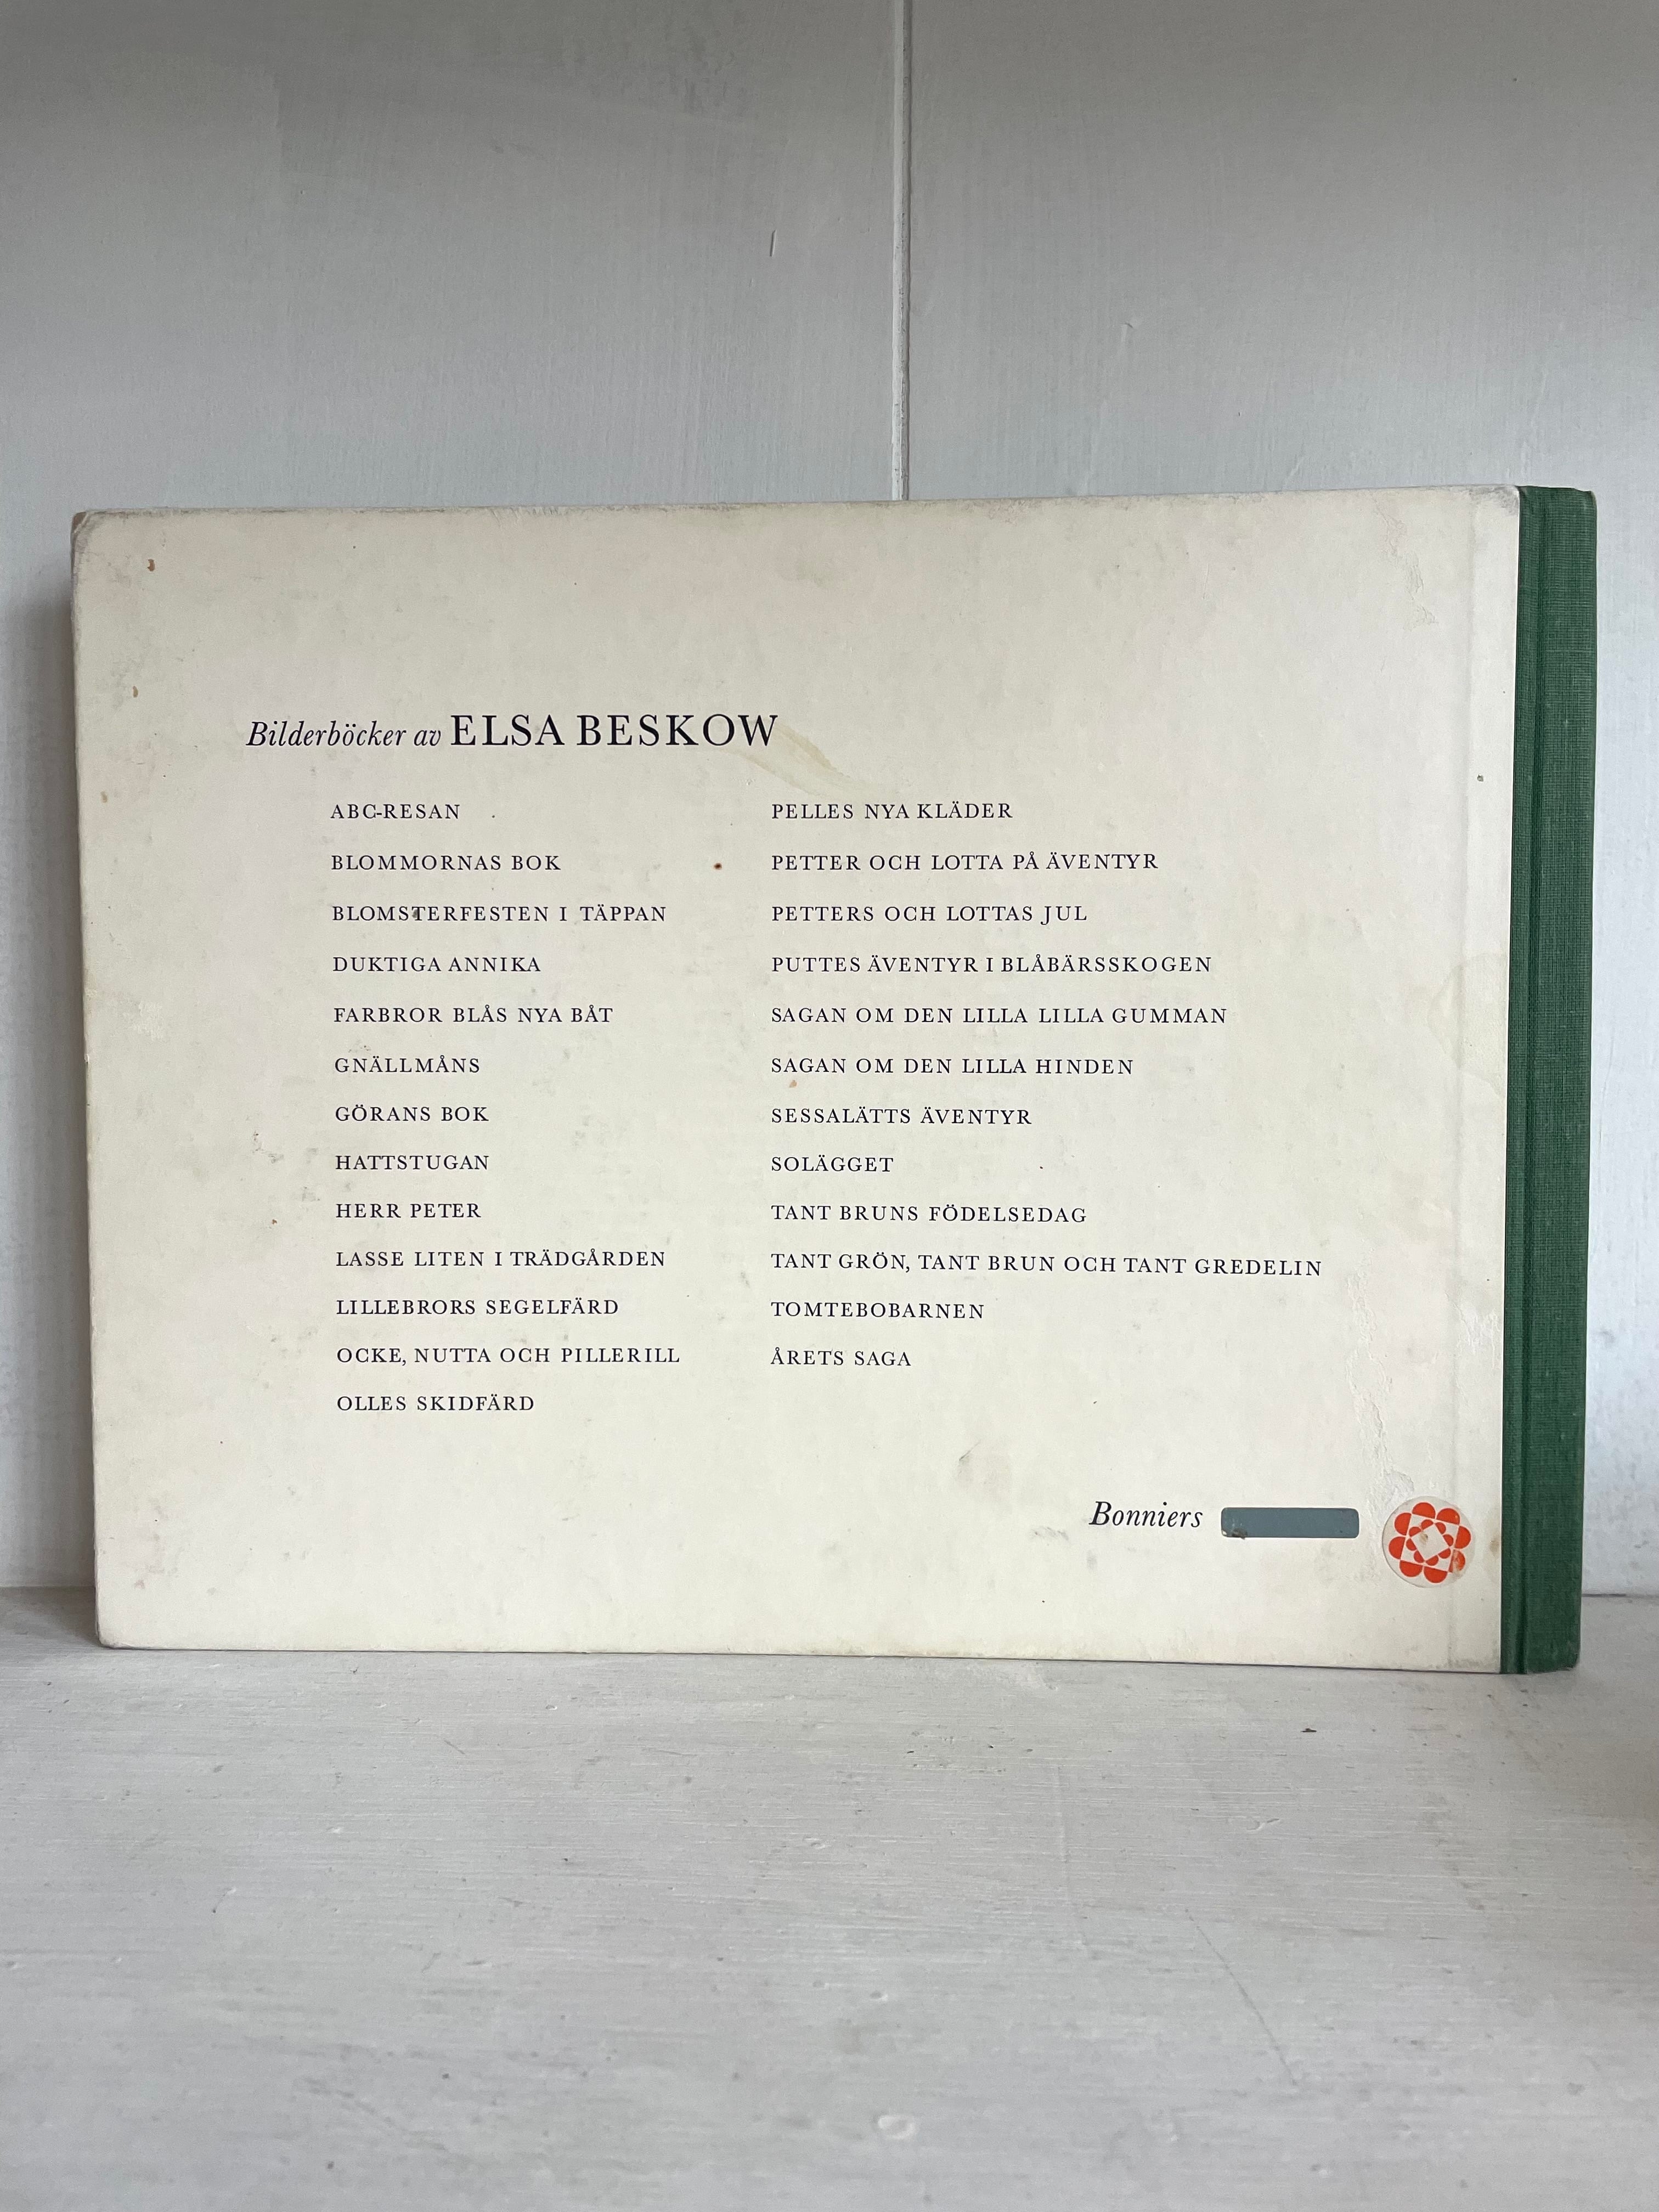 Bilderböcker av ELSA BESKOW
ABC-RESAN
BLOMMORNAS BOK
BLOMSTERFESTEN I TÄPPAN
DUKTIGA ANNIKA
FARBROR BLÅS NYA BÅT
GNÄLLMÅNS
GÖRANS BOK
HATTSTUGAN
HERR PETER
LASSE LITEN I TRÄDGÅRDEN
LILLEBRORS SEGELFÄRD
OCKE, NUTTA OCH PILLERILL
OLLES SKIDFÄRD
PELLES NYA KLÄDER
PETTER OCH LOTTA PÅ ÄVENTYR
PETTERS OCH LOTTAS JUL
PUTTES ÄVENTYR I BLÅBÄRSSKOGEN
SAGAN OM DEN LILLA LILLA GUMMAN
SAGAN OM DEN LILLA HINDEN
SESSALÄTTS ÄVENTYR
SOLÄGGET
TANT BRUNS FÖDELSEDAG
TANT GRÖN, TANT BRUN OCH TANT GREDELIN
TOMTEBOBARNEN
ÅRETS SAGA
Bonniers